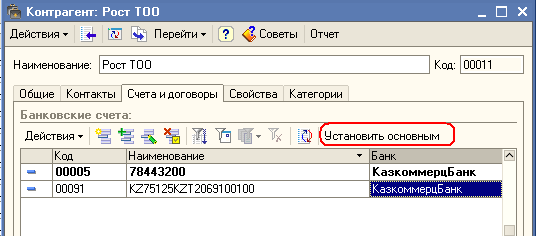 Контрагент: Рост ТОО
Действия Перейти ? Советы Отчет
Наименование: Рост ТОО Код: 00011
Общие Контакты Счета и договоры Свойства Категории
Банковские счета:
Действия Установить основным
Код Наименование Банк
00005 78443200 КазкоммерцБанк
00091 KZ75125KZT2069100100 КазкоммерцБанк